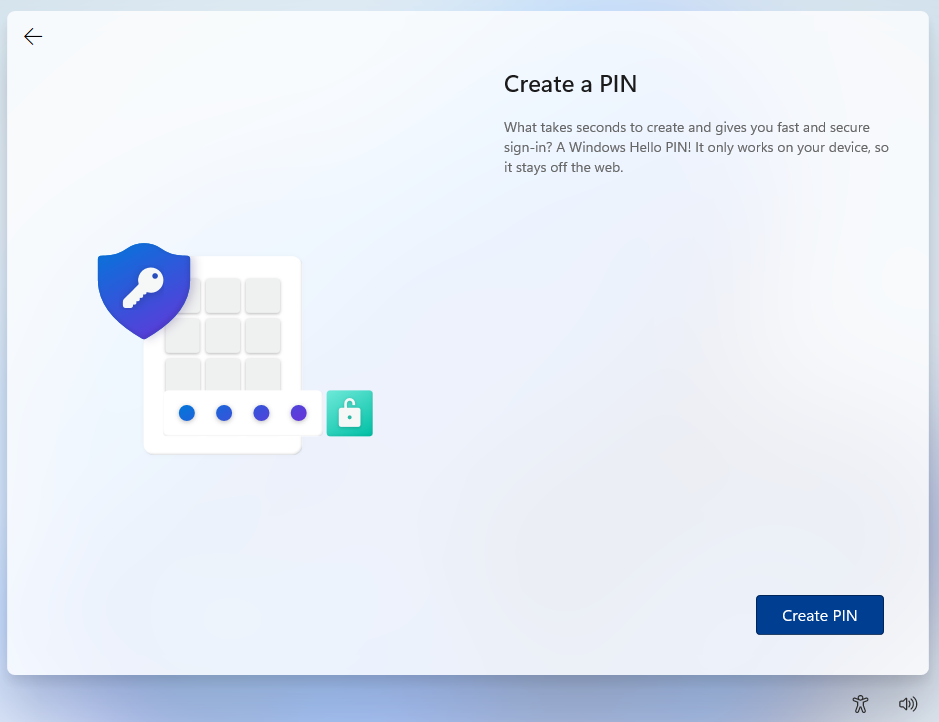 Create a PIN
What takes seconds to create and gives you fast and secure
sign-in? A Windows Hello PIN! It only works on your device, so
it stays off the web.
Create PIN